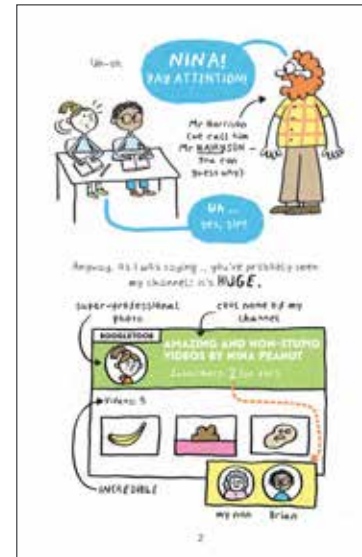 Uh-oh
NINA!
PAY ATTENTION!
Mr Harrison
(we call him
Mr HAIRYSON –
you can
guess why)
Uh ...
yes, sir!
Anyway, as I was saying ... you've probably seen
my channel: it's HUGE.
super-professional
photo
cool name of my
channel
BOOGLETOOB
AMAZING AND NON-STUPID
VIDEOS BY NINA PEANUT
Subscribers: 2
Videos: 3
INCREDIBLE
my nan
Brian
2